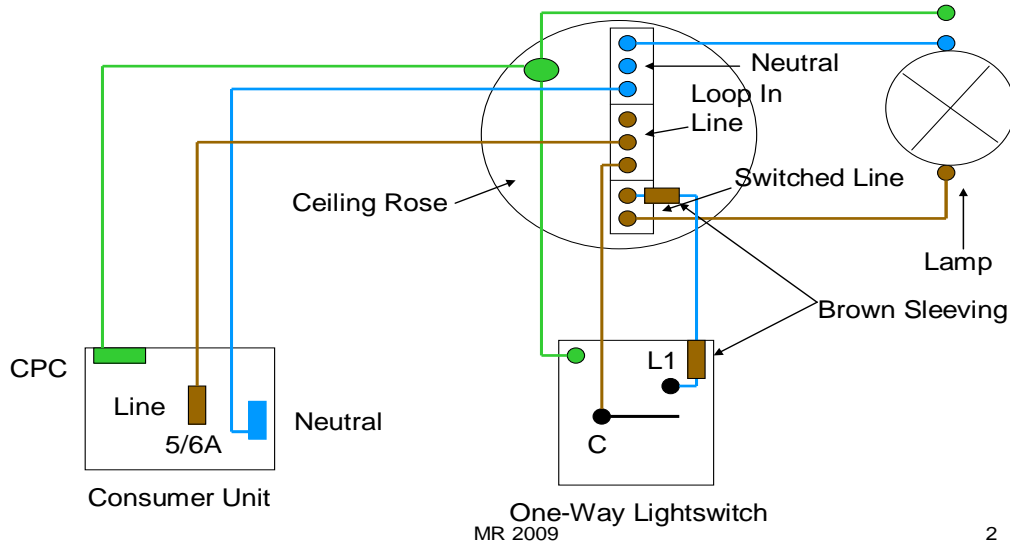 Neutral
Loop In
Line
Switched Line
Ceiling Rose
Lamp
Brown Sleeving
CPC
L1
Line
Neutral
5/6A
C
Consumer Unit
One-Way Lightswitch
MR 2009
2